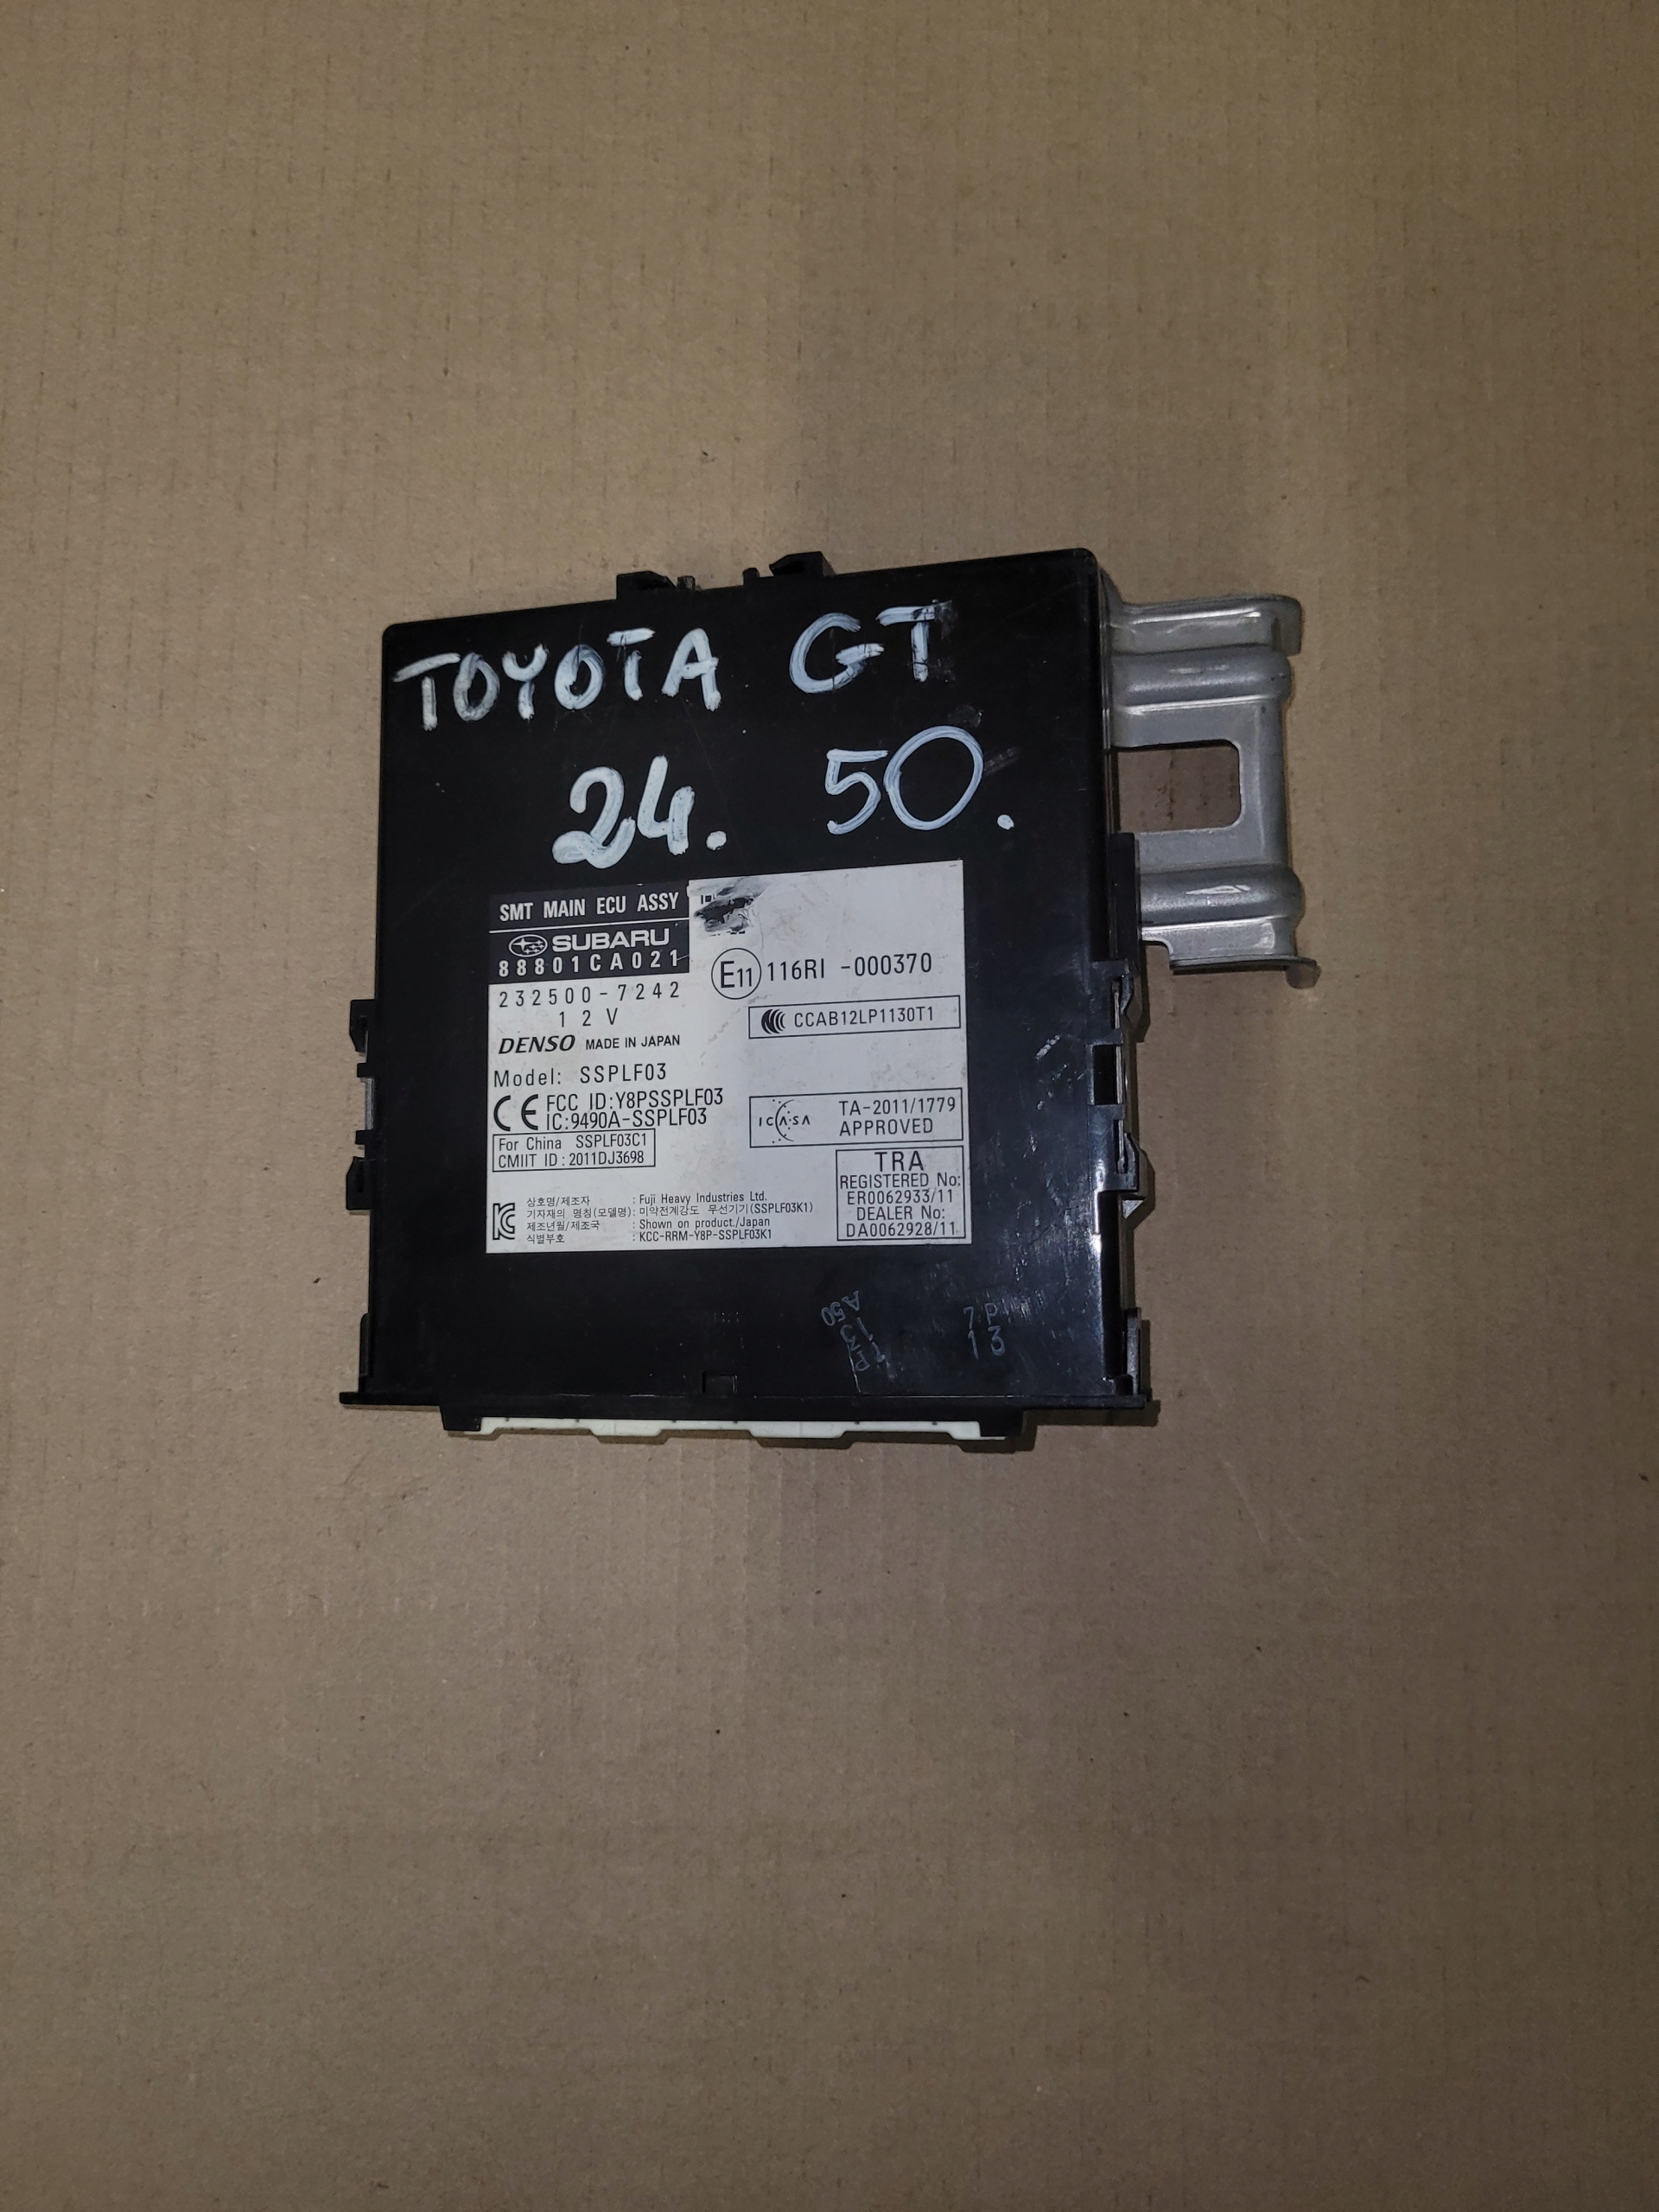 TOYOTA GT
24. 50.
SMT MAIN ECU ASSY
SUBARU
88801CA021
232500-7242
12V
DENSO MADE IN JAPAN
Model: SSPLF03
CE FCC ID:Y8PSSPLF03
IC:9490A-SSPLF03
For China SSPLF03C1
CMIIT ID:2011DJ3698
상호명/제조자 : Fuji Heavy Industries Ltd.
기자재의 명칭(모델명) : 미약전계강도 무선기기(SSPLF03K1)
제조년월/제조국 : Shown on product./Japan
식별부호 : KCC-RRM-Y8P-SSPLF03K1
E11 116RI -000370
CCAB12LP1130T1
ICASA TA-2011/1779
APPROVED
TRA
REGISTERED No:
ER0062933/11
DEALER No:
DA0062928/11
A50
7P
13